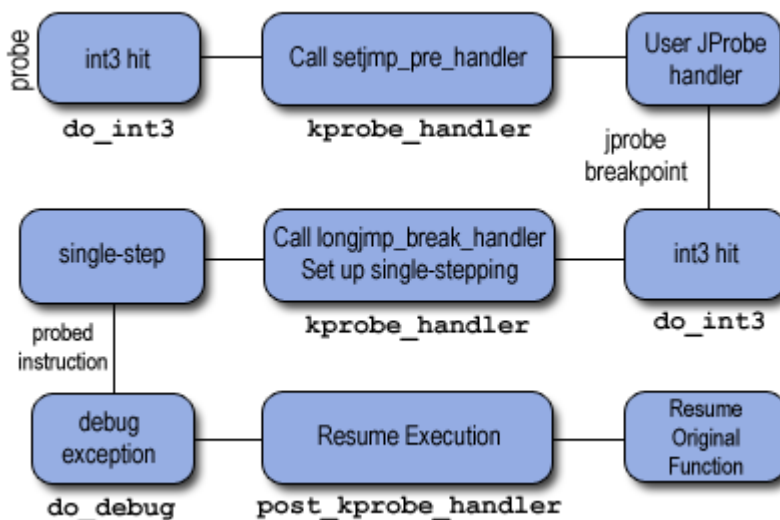 probe
int3 hit
Call setjmp_pre_handler
User JProbe
handler
do_int3
kprobe_handler
jprobe
breakpoint
single-step
Call longjmp_break_handler
Set up single-stepping
int3 hit
kprobe_handler
do_int3
probed
instruction
debug
exception
Resume Execution
Resume
Original
Function
do_debug
post_kprobe_handler